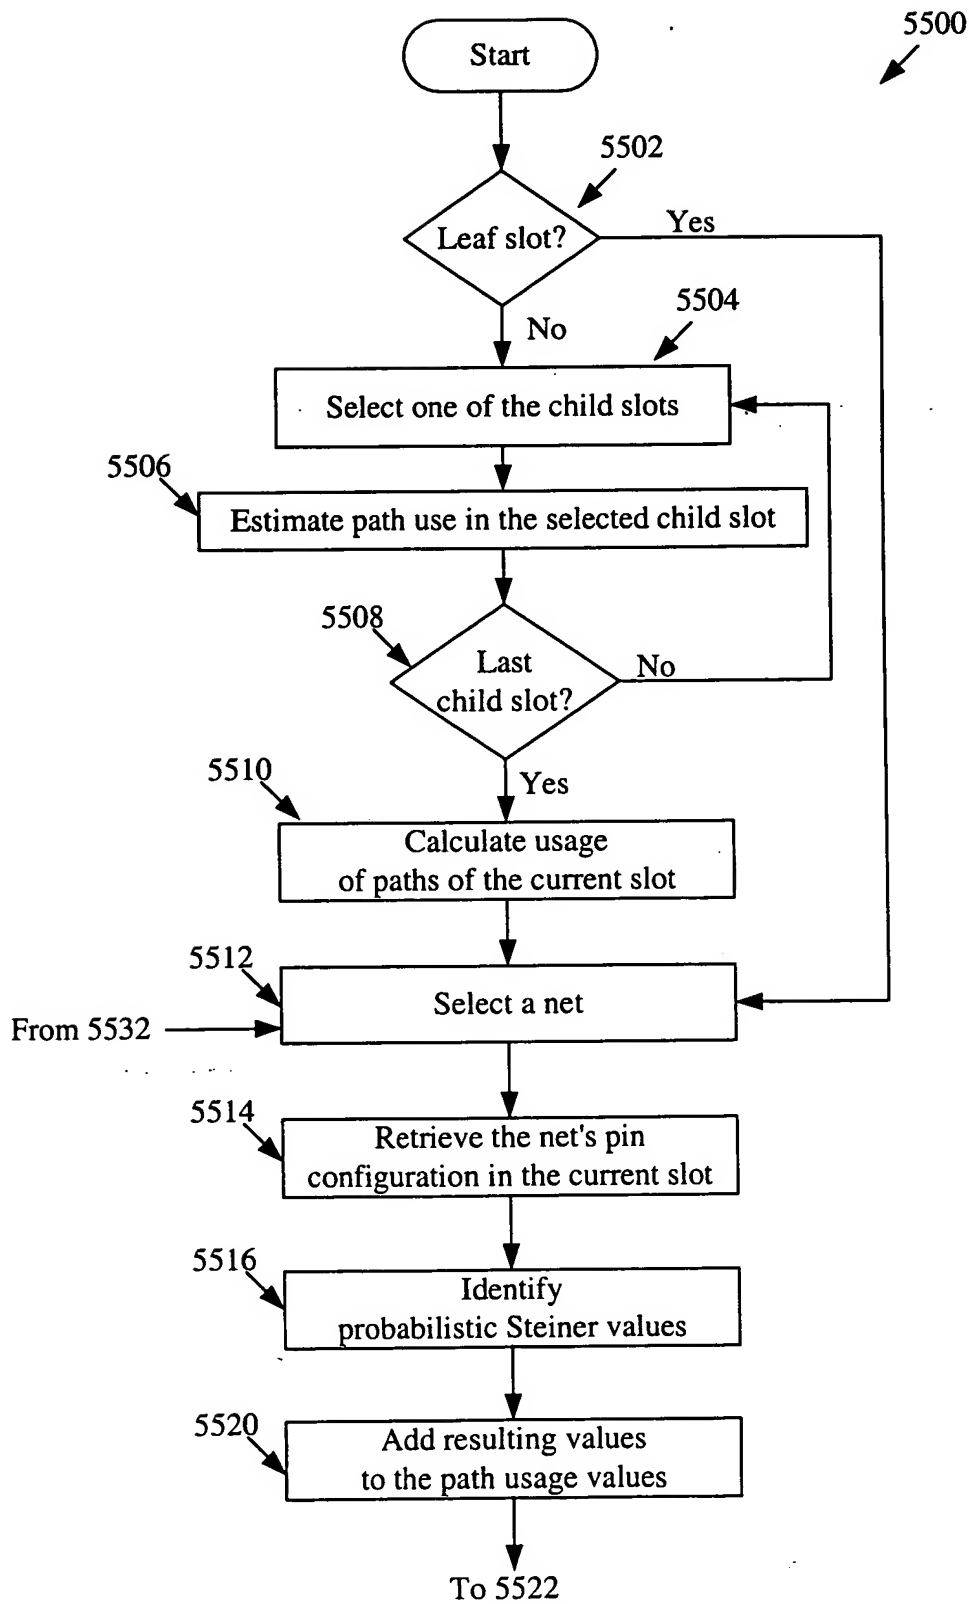 5500
Start
5502
Leaf slot?
Yes
No
5504
Select one of the child slots
5506
Estimate path use in the selected child slot
5508
Last
child slot?
No
Yes
5510
Calculate usage
of paths of the current slot
5512
Select a net
From 5532
5514
Retrieve the net's pin
configuration in the current slot
5516
Identify
probabilistic Steiner values
5520
Add resulting values
to the path usage values
To 5522